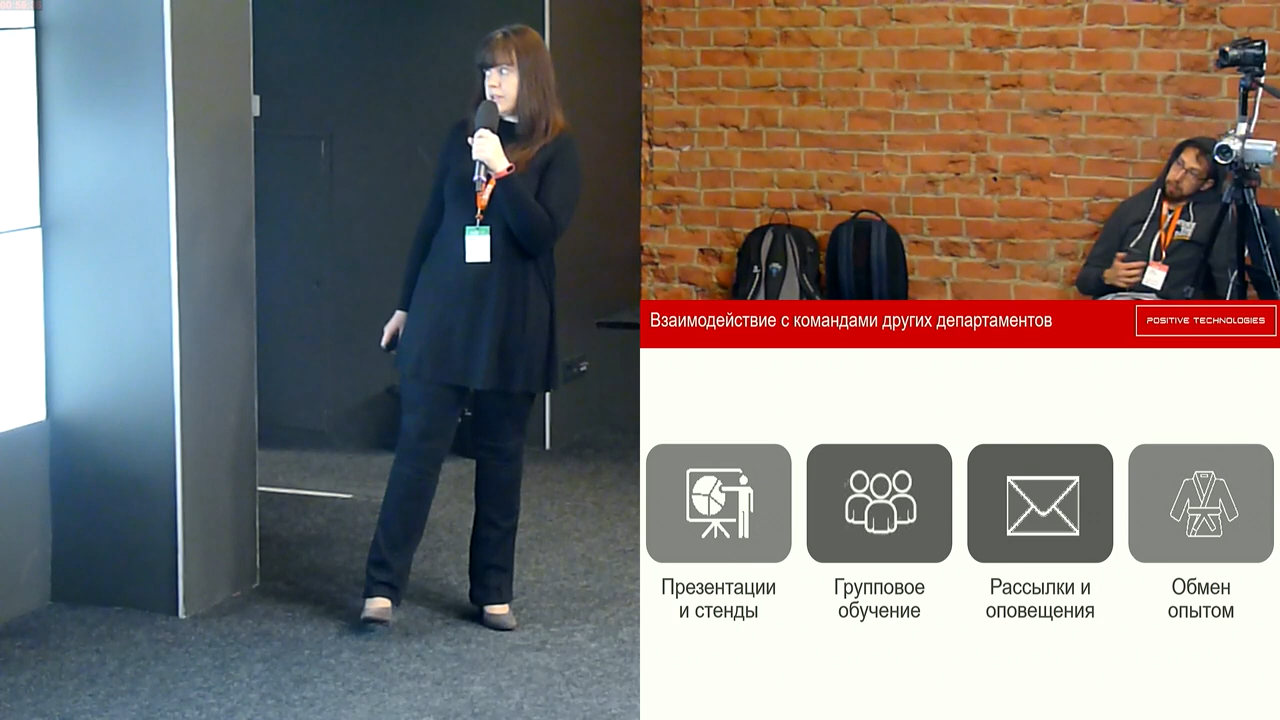 Взаимодействие с командами других департаментов
POSITIVE TECHNOLOGIES
Презентации
и стенды
Групповое
обучение
Рассылки и
оповещения
Обмен
опытом